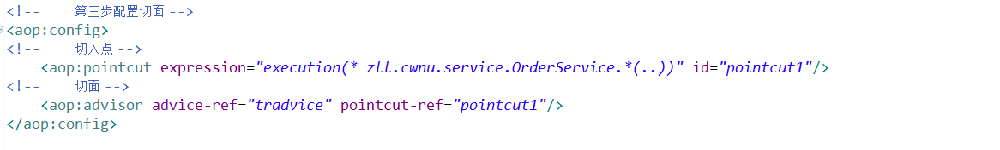 <!--    第三步配置切面 -->
<aop:config>
<!--    切入点 -->
    <aop:pointcut expression="execution(* zll.cwnu.service.OrderService.*(..))" id="pointcut1"/>
<!--    切面 -->
    <aop:advisor advice-ref="tradvice" pointcut-ref="pointcut1"/>
</aop:config>